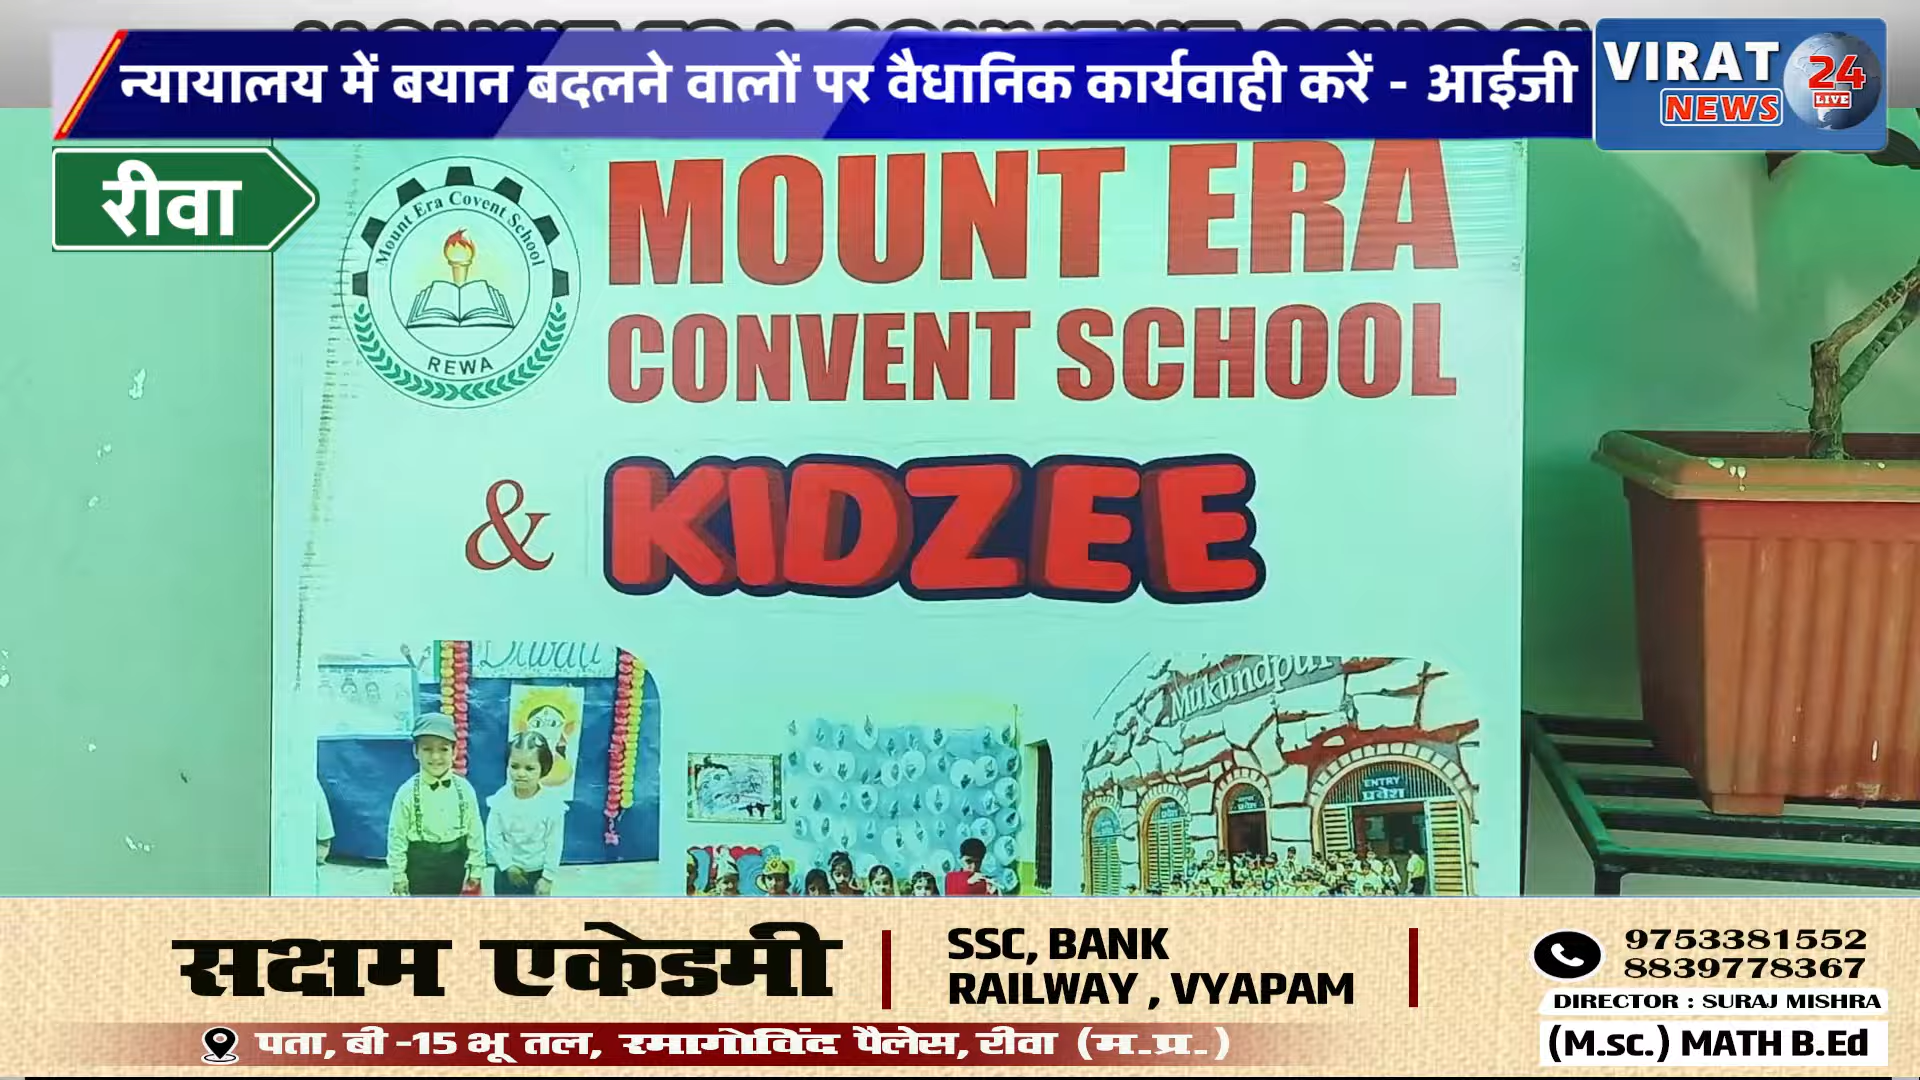 न्यायालय में बयान बदलने वालों पर वैधानिक कार्यवाही करें - आईजी
VIRAT
NEWS
24
LIVE
रीवा
Mount Era Covent School
REWA
MOUNT ERA
CONVENT SCHOOL
& KIDZEE
Diwali
Mukundpur
ENTRY
प्रवेश
सक्षम एकेडमी
SSC, BANK
RAILWAY , VYAPAM
9753381552
8839778367
DIRECTOR : SURAJ MISHRA
(M.sc.) MATH B.Ed
पता, बी -15 भू तल, रमागोविंद पैलेस, रीवा (म.प्र.)